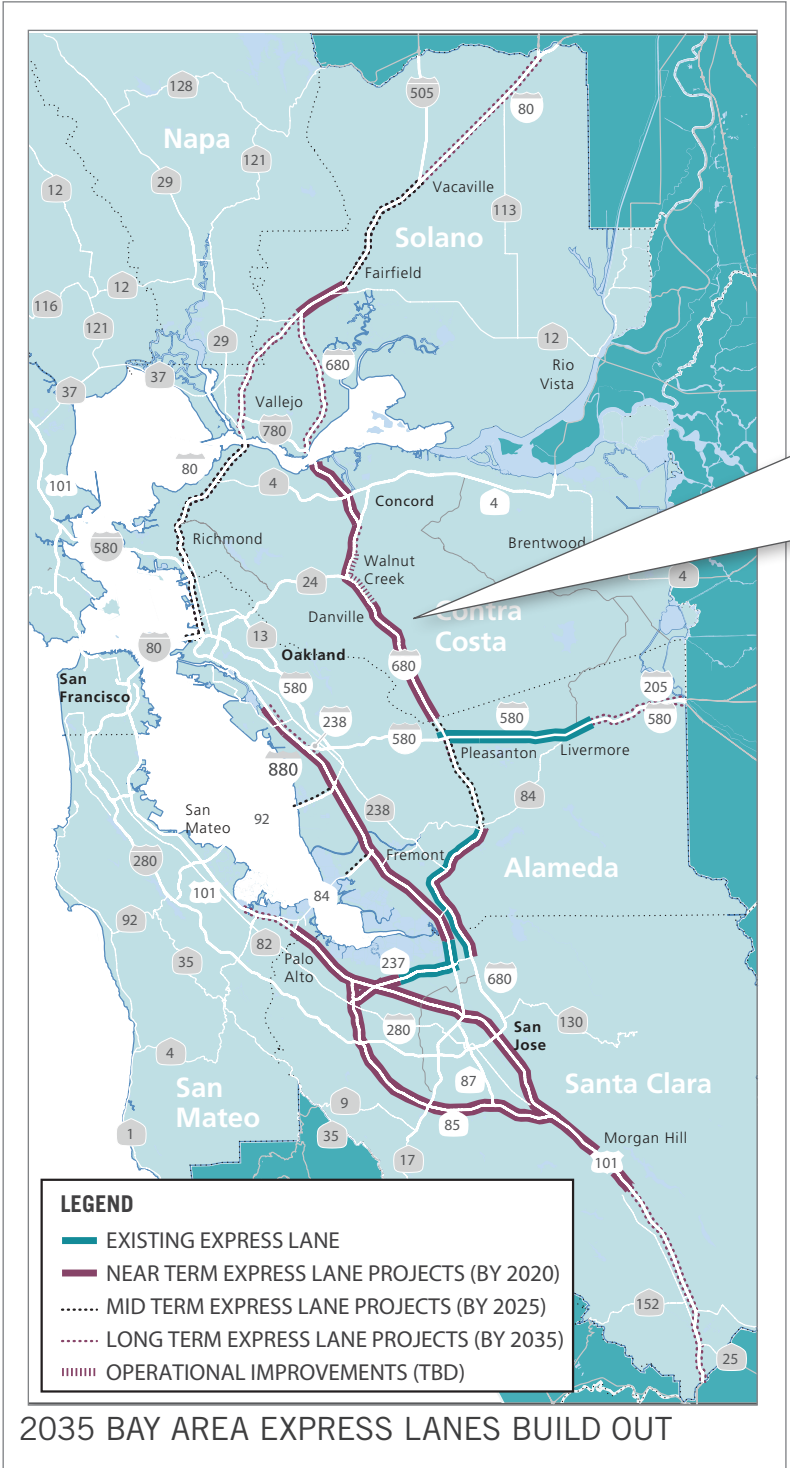 505
128
80
Napa
121
29
12
Vacaville
113
Solano
Fairfield
12
116
121
29
12
680
Rio
Vista
37
37
Vallejo
780
80
101
4
Concord
4
Richmond
580
Brentwood
Walnut
Creek
24
4
Danville
Contra
Costa
13
80
Oakland
680
San
Francisco
580
205
238
580
580
580
Pleasanton
Livermore
880
84
San
Mateo
92
238
Fremont
280
Alameda
101
84
92
82
Palo
Alto
35
237
680
280
San
Jose
130
4
87
Santa Clara
San
Mateo
9
85
1
35
17
Morgan Hill
101
LEGEND
EXISTING EXPRESS LANE
NEAR TERM EXPRESS LANE PROJECTS (BY 2020)
MID TERM EXPRESS LANE PROJECTS (BY 2025)
LONG TERM EXPRESS LANE PROJECTS (BY 2035)
OPERATIONAL IMPROVEMENTS (TBD)
152
25
2035 BAY AREA EXPRESS LANES BUILD OUT